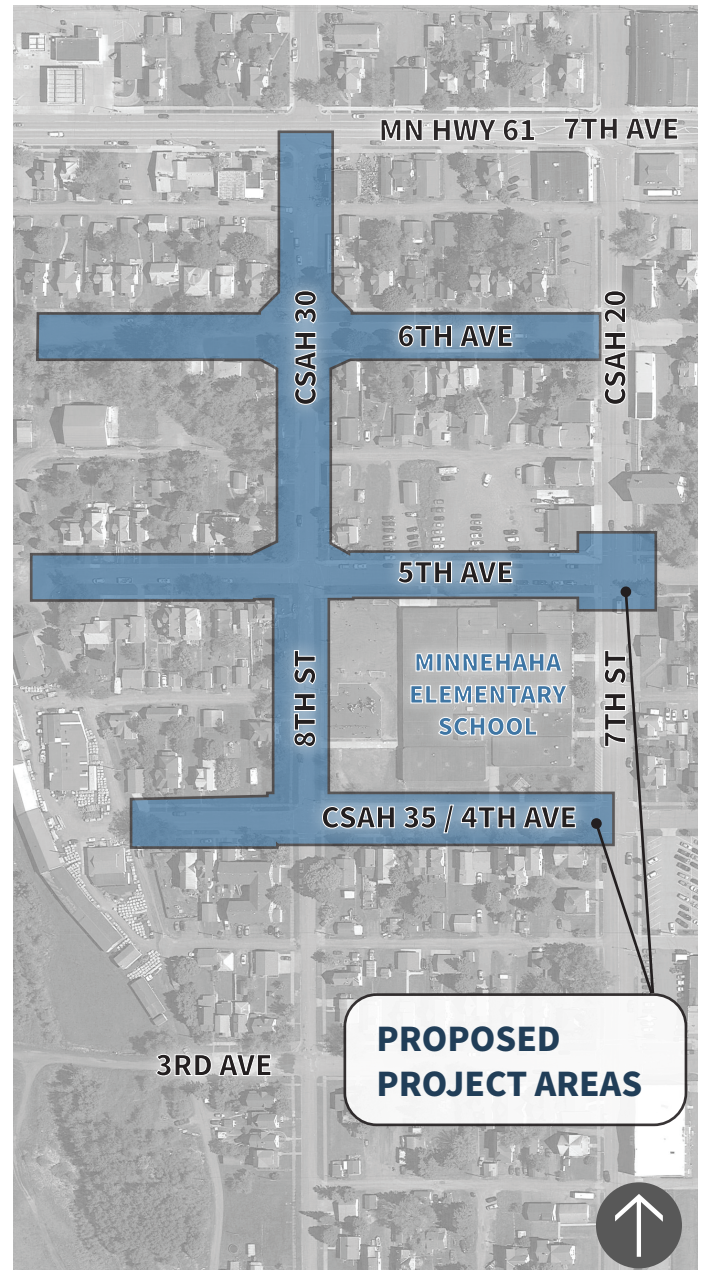 MN HWY 61 7TH AVE
CSAH 30
6TH AVE
CSAH 20
5TH AVE
8TH ST
MINNEHAHA
ELEMENTARY
SCHOOL
7TH ST
CSAH 35 / 4TH AVE
PROPOSED
PROJECT AREAS
3RD AVE